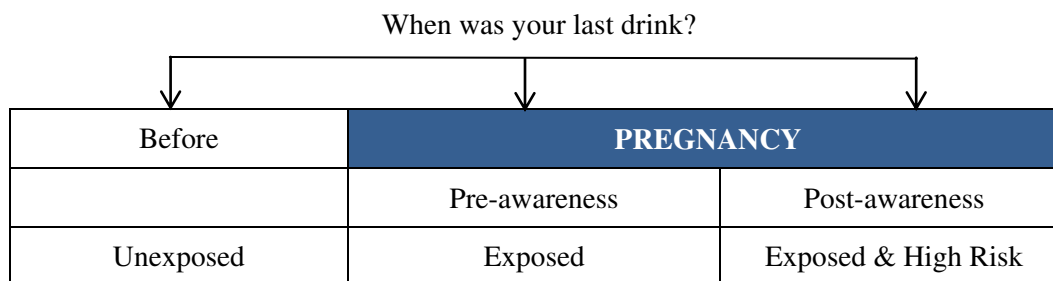 When was your last drink?
Before PREGNANCY
Pre-awareness Post-awareness
Unexposed Exposed Exposed & High Risk